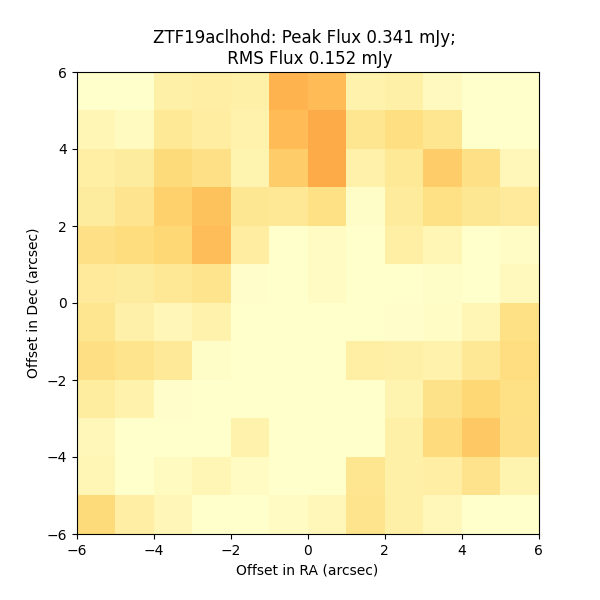 ZTF19aclhohd: Peak Flux 0.341 mJy;
RMS Flux 0.152 mJy
6
4
2
0
−2
−4
−6
Offset in Dec (arcsec)
−6 −4 −2 0 2 4 6
Offset in RA (arcsec)